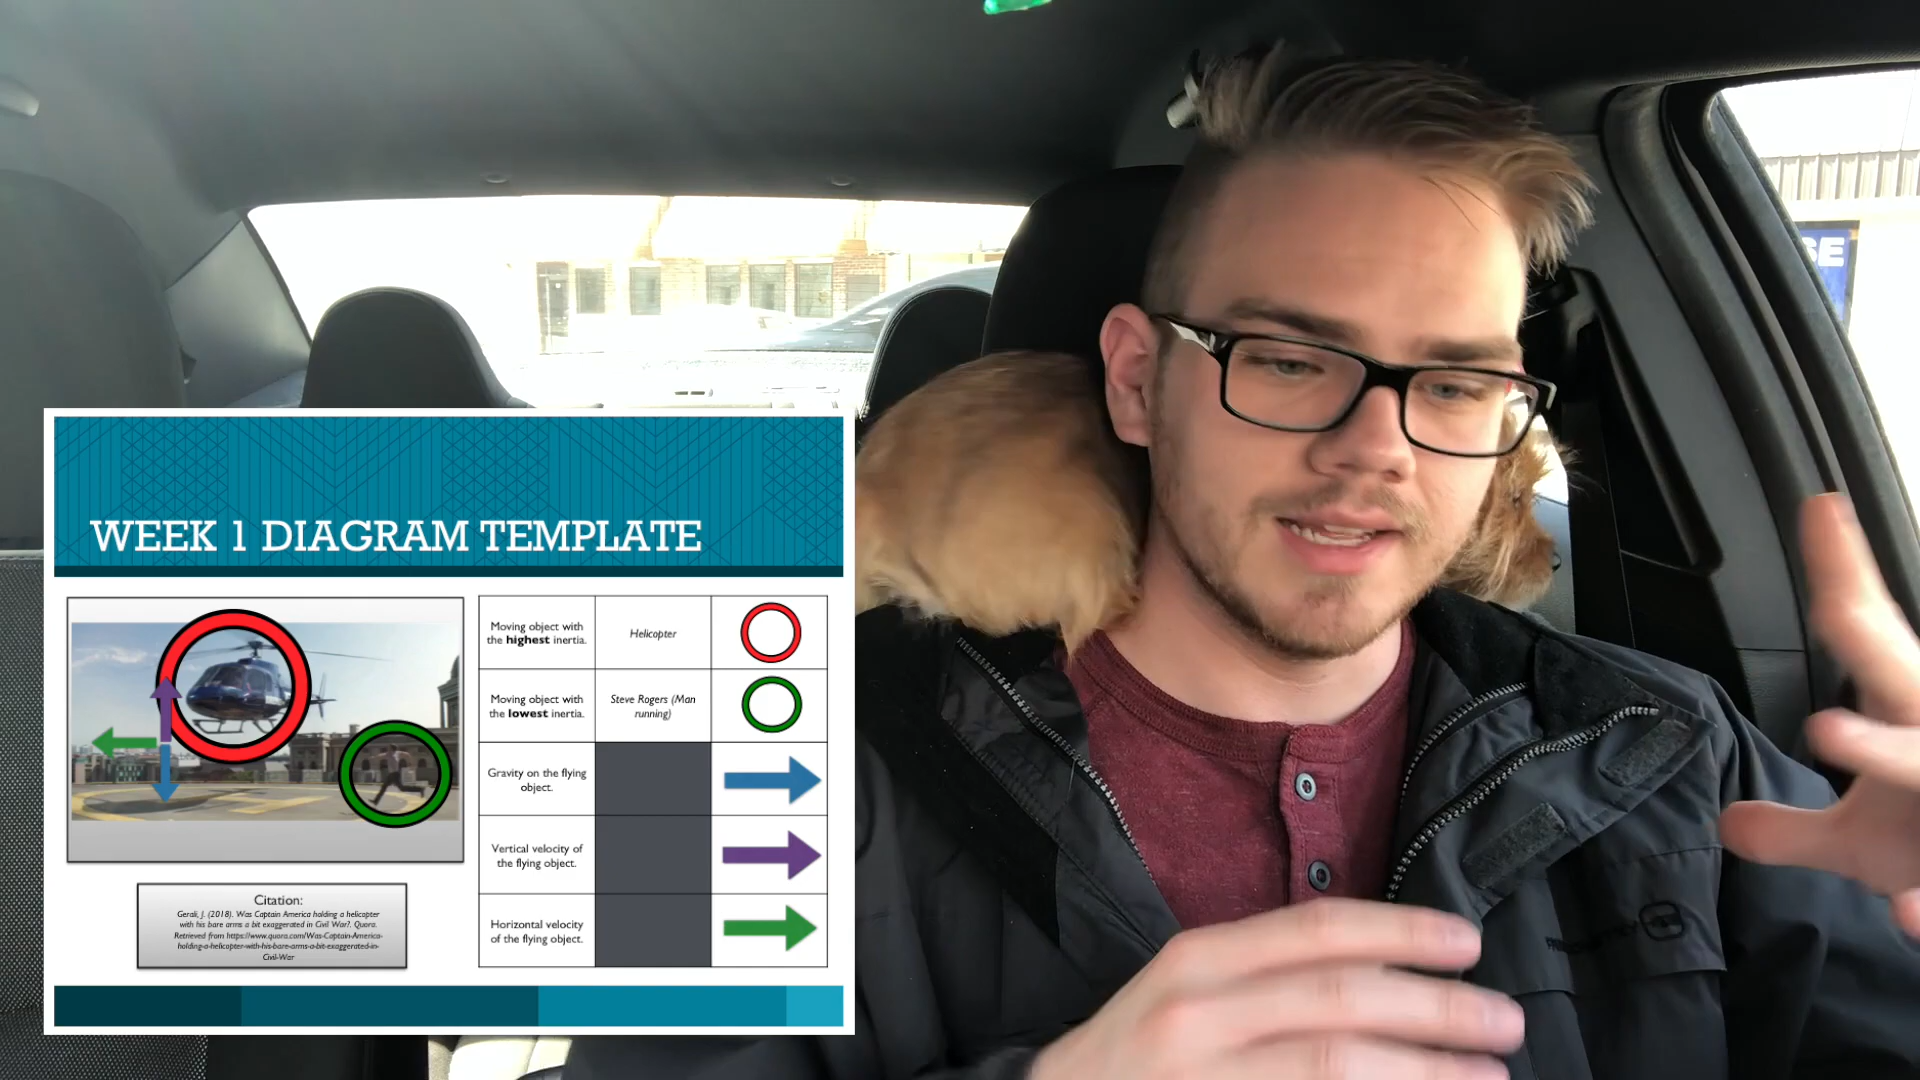 SE
WEEK 1 DIAGRAM TEMPLATE
Moving object with
the highest inertia.
Helicopter
Moving object with
the lowest inertia.
Steve Rogers (Man
running)
Gravity on the flying
object.
Vertical velocity of
the flying object.
Horizontal velocity
of the flying object.
Citation:
Gerali, J. (2018). Was Captain America holding a helicopter
with his bare arms a bit exaggerated in Civil War?. Quora.
Retrieved from https://www.quora.com/Was-Captain-America-
holding-a-helicopter-with-his-bare-arms-a-bit-exaggerated-in-
Civil-War